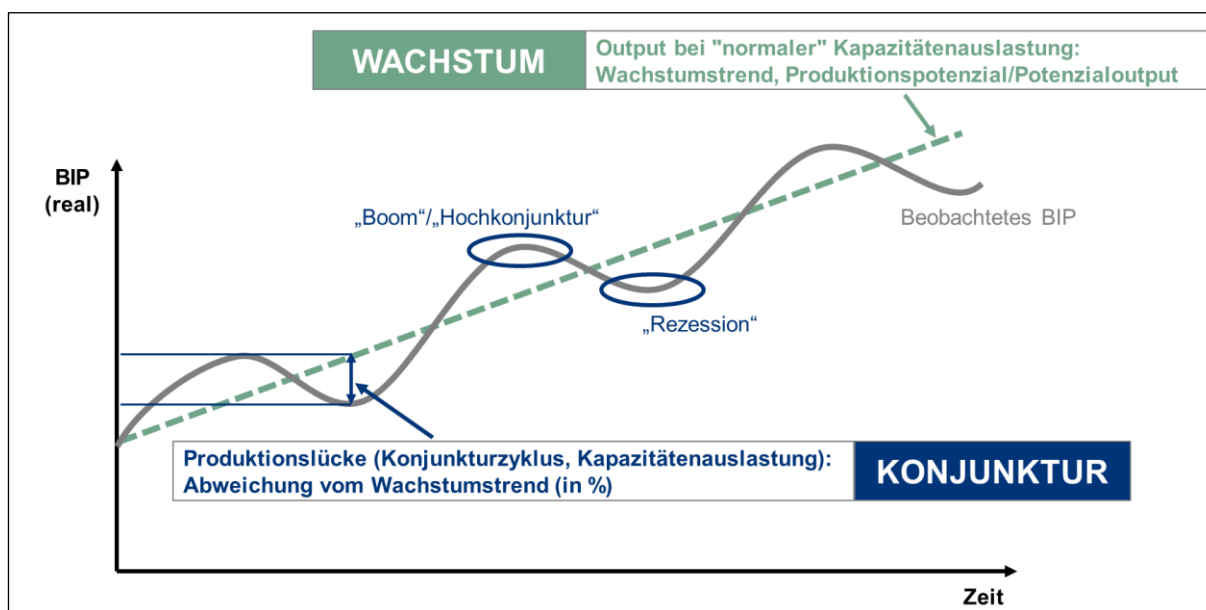 WACHSTUM
Output bei "normaler" Kapazitätenauslastung:
Wachstumstrend, Produktionspotenzial/Potenzialoutput
BIP
(real)
„Boom“/„Hochkonjunktur“
Beobachtetes BIP
„Rezession“
Produktionslücke (Konjunkturzyklus, Kapazitätenauslastung):
Abweichung vom Wachstumstrend (in %)
KONJUNKTUR
Zeit